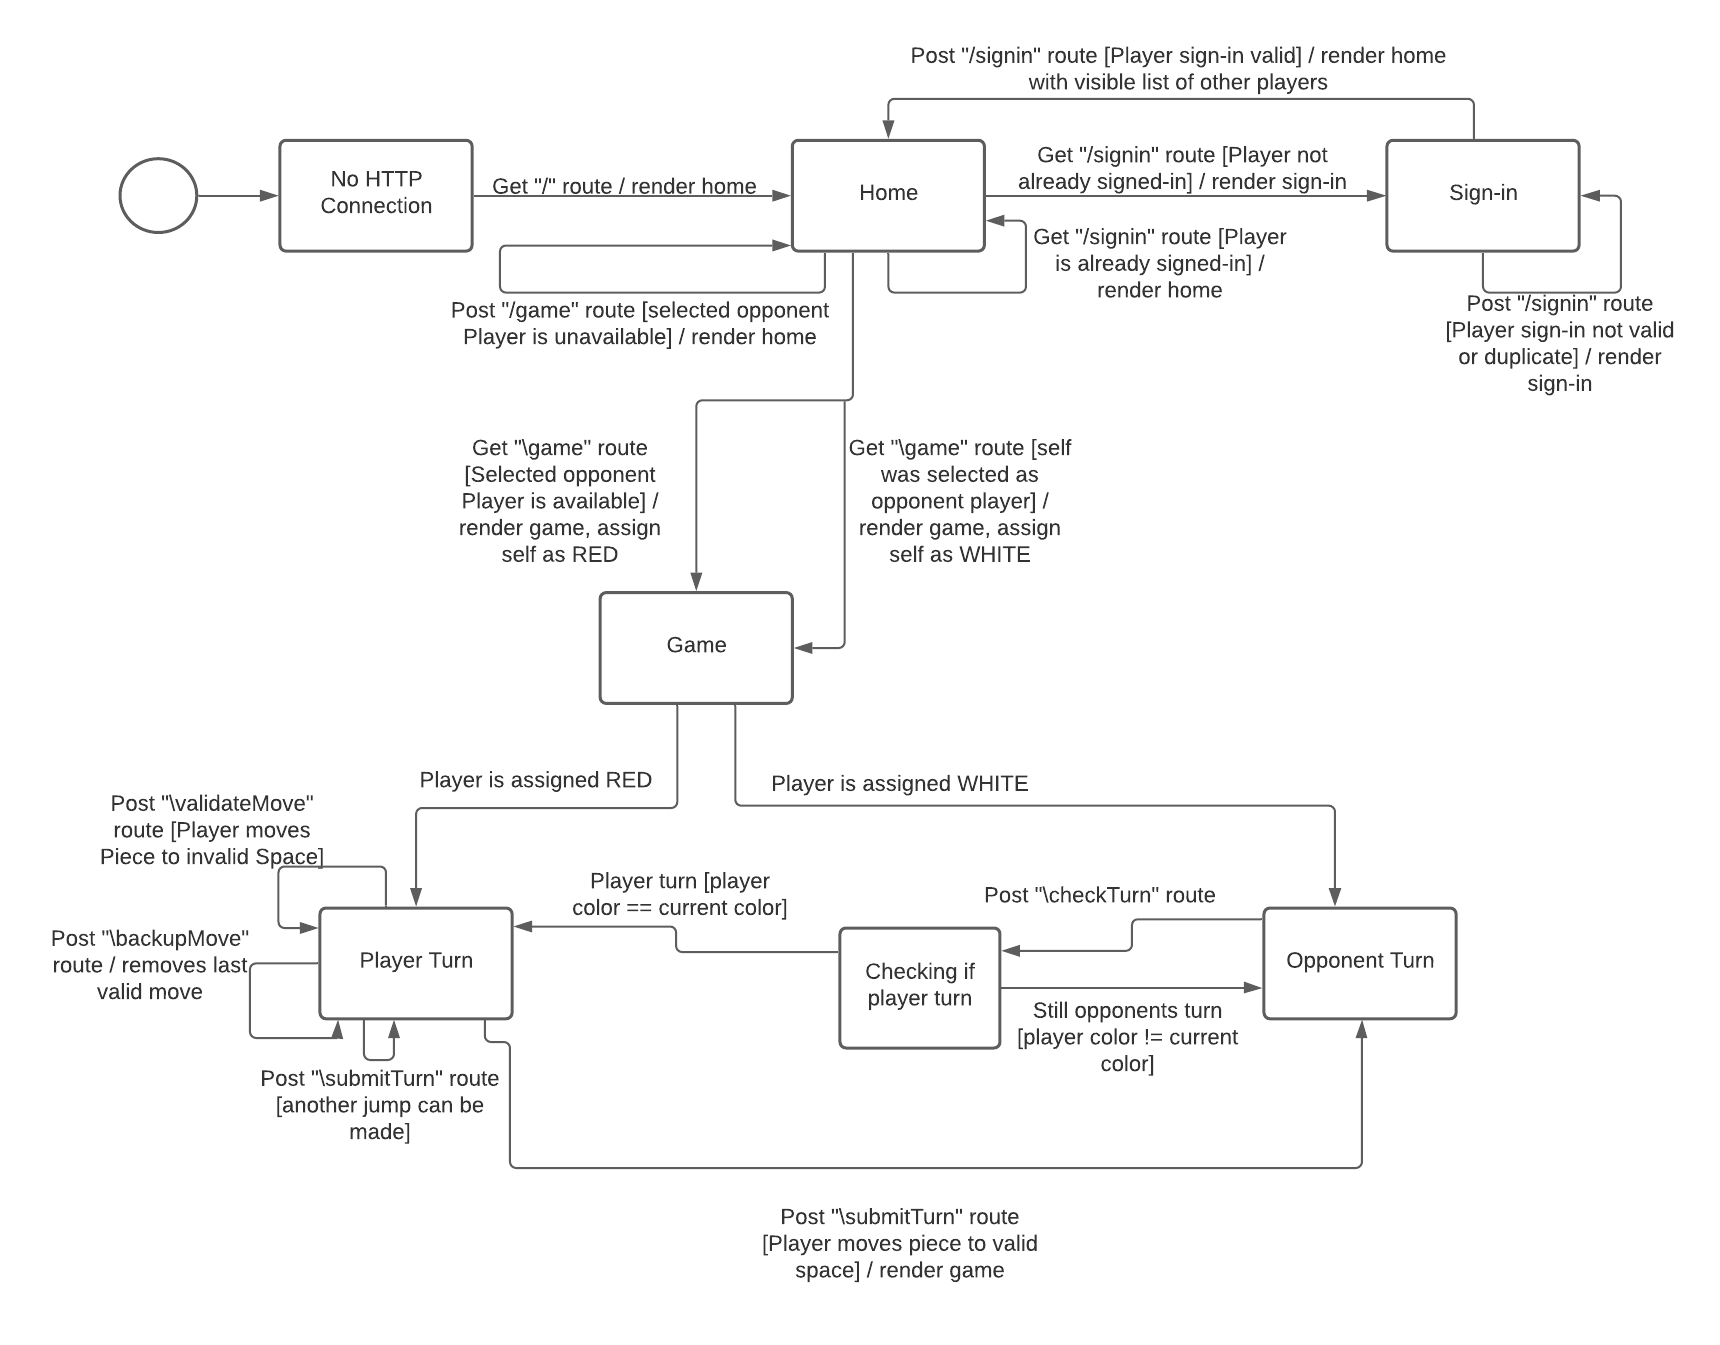 Post "/signin" route [Player sign-in valid] / render home
with visible list of other players
No HTTP
Connection
Get "/" route / render home
Home
Get "/signin" route [Player not
already signed-in] / render sign-in
Sign-in
Get "/signin" route [Player
is already signed-in] /
render home
Post "/game" route [selected opponent
Player is unavailable] / render home
Post "/signin" route
[Player sign-in not valid
or duplicate] / render
sign-in
Get "\game" route
[Selected opponent
Player is available] /
render game, assign
self as RED
Get "\game" route [self
was selected as
opponent player] /
render game, assign
self as WHITE
Game
Player is assigned RED
Player is assigned WHITE
Post "\validateMove"
route [Player moves
Piece to invalid Space]
Player turn [player
color == current color]
Post "\checkTurn" route
Post "\backupMove"
route / removes last
valid move
Player Turn
Checking if
player turn
Opponent Turn
Still opponents turn
[player color != current
color]
Post "\submitTurn" route
[another jump can be
made]
Post "\submitTurn" route
[Player moves piece to valid
space] / render game